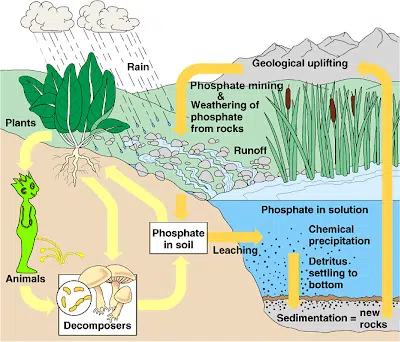 Rain
Geological uplifting
Phosphate mining
&
Weathering of
phosphate
from rocks
Plants
Runoff
Phosphate in solution
Chemical
precipitation
Phosphate
in soil
Leaching
Detritus
settling to
bottom
Animals
Decomposers
Sedimentation = new
rocks